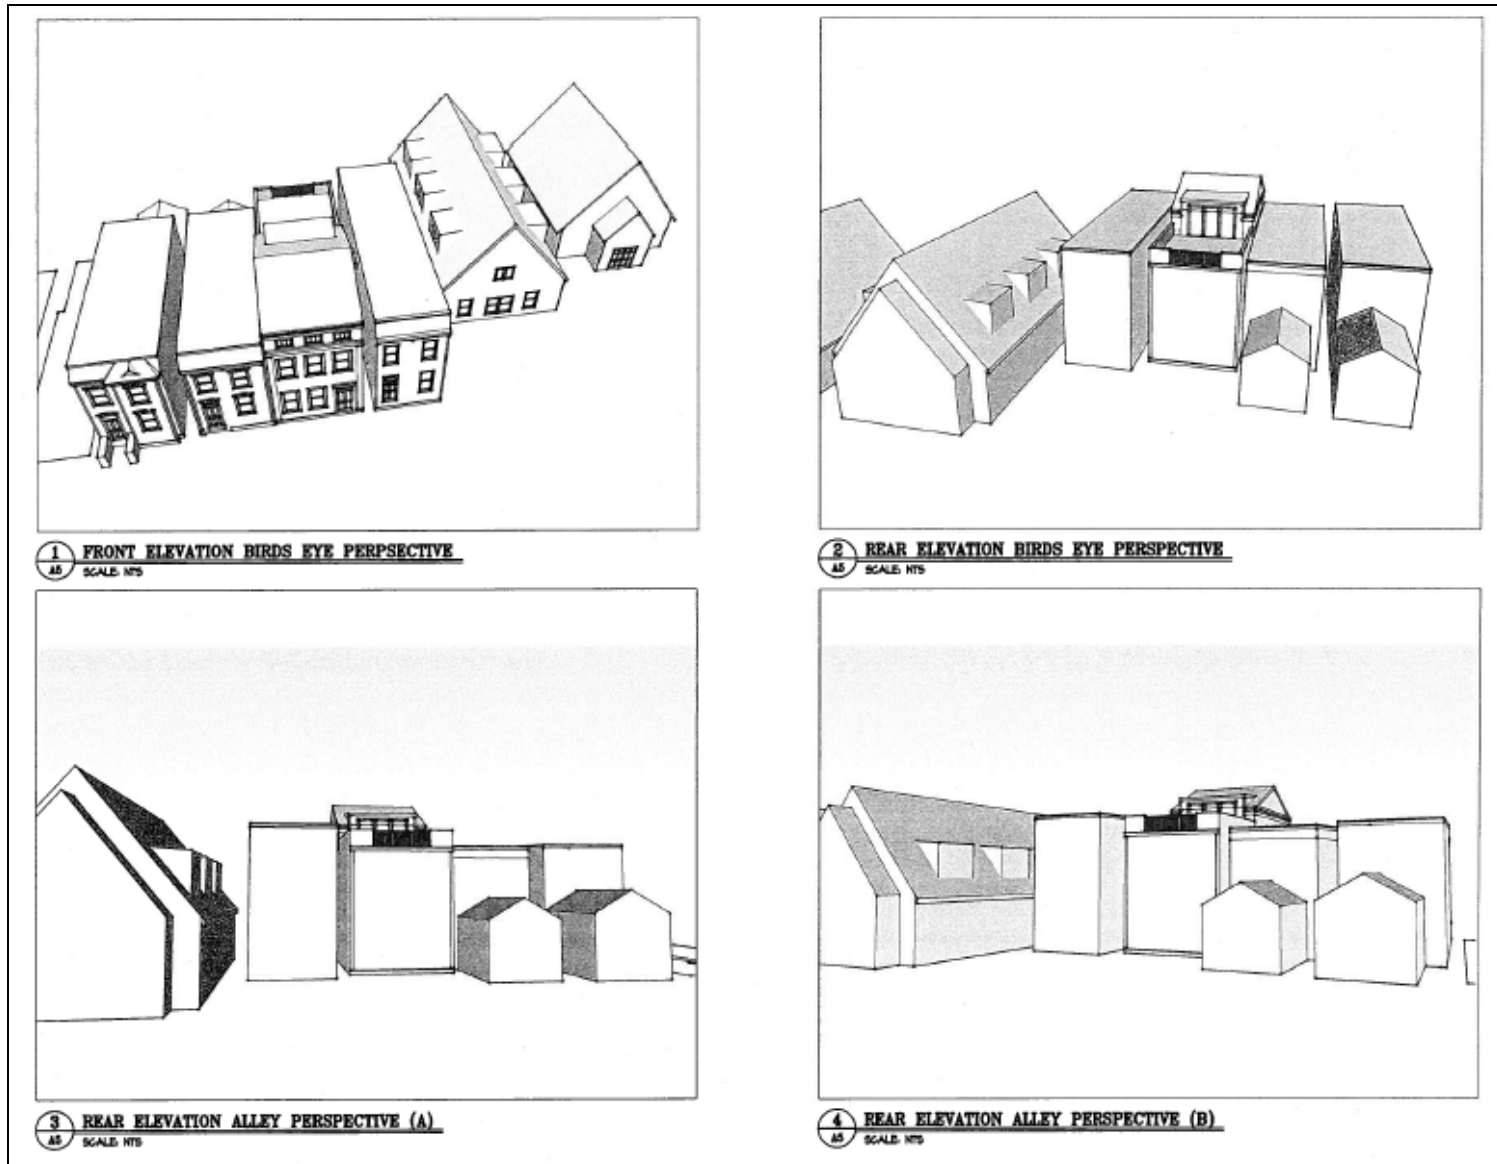 1 FRONT ELEVATION BIRDS EYE PERPSECTIVE
A5 SCALE: NTS
2 REAR ELEVATION BIRDS EYE PERSPECTIVE
A5 SCALE: NTS
3 REAR ELEVATION ALLEY PERSPECTIVE (A)
A5 SCALE: NTS
4 REAR ELEVATION ALLEY PERSPECTIVE (B)
A5 SCALE: NTS